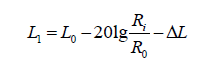 L₁ = L₀ − 20lg Rᵢ/R₀ − ΔL